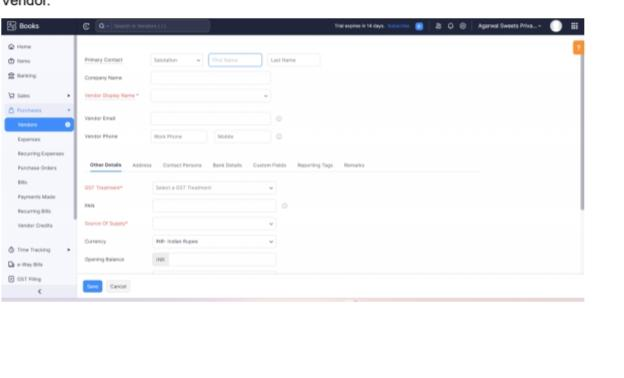 vendor.
Books
Search in Vendors ( / )
Trial expires in 14 days Subscribe
Agarwal Sweets Priva...
Home
Items
Banking
Sales
Purchases
Vendors
Expenses
Recurring Expenses
Purchase Orders
Bills
Payments Made
Recurring Bills
Vendor Credits
Time Tracking
e-Way Bills
GST Filing
<
?
Primary Contact Salutation First Name Last Name
Company Name
Vendor Display Name *
Vendor Email
Vendor Phone Work Phone Mobile
Other Details Address Contact Persons Bank Details Custom Fields Reporting Tags Remarks
GST Treatment* Select a GST Treatment
PAN
Source Of Supply*
Currency INR- Indian Rupee
Opening Balance INR
Save Cancel